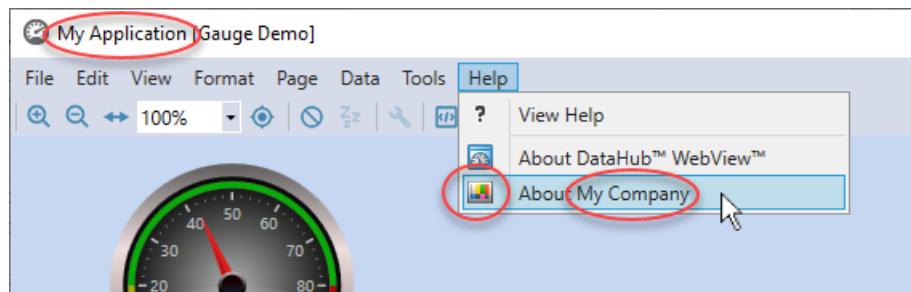 My Application [Gauge Demo]
File Edit View Format Page Data Tools Help
100%
? View Help
About DataHub™ WebView™
About My Company
50
40 60
30 70
20 80